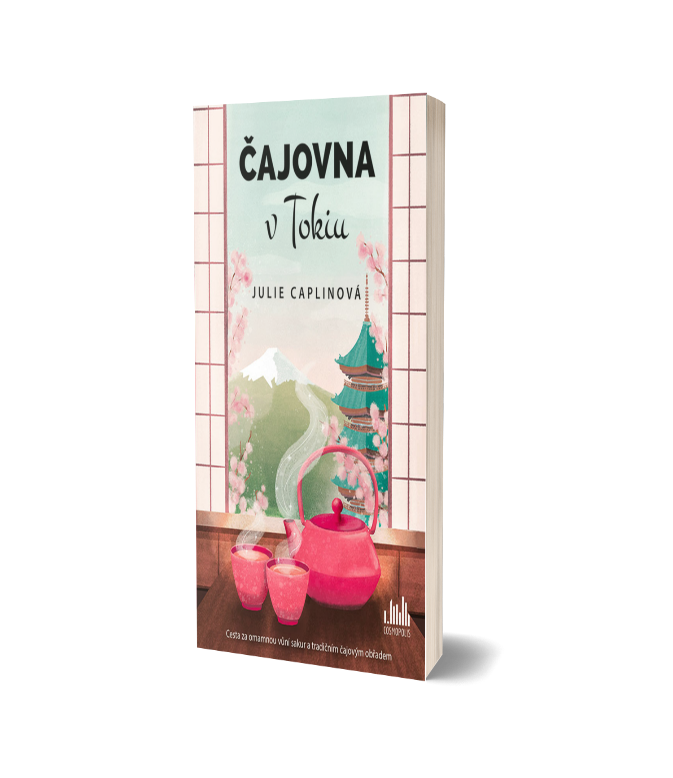 ČAJOVNA
v Tokiu
JULIE CAPLINOVÁ
COSMOPOLIS
Cesta za omamnou vůní sakur a tradičním čajovým obřadem